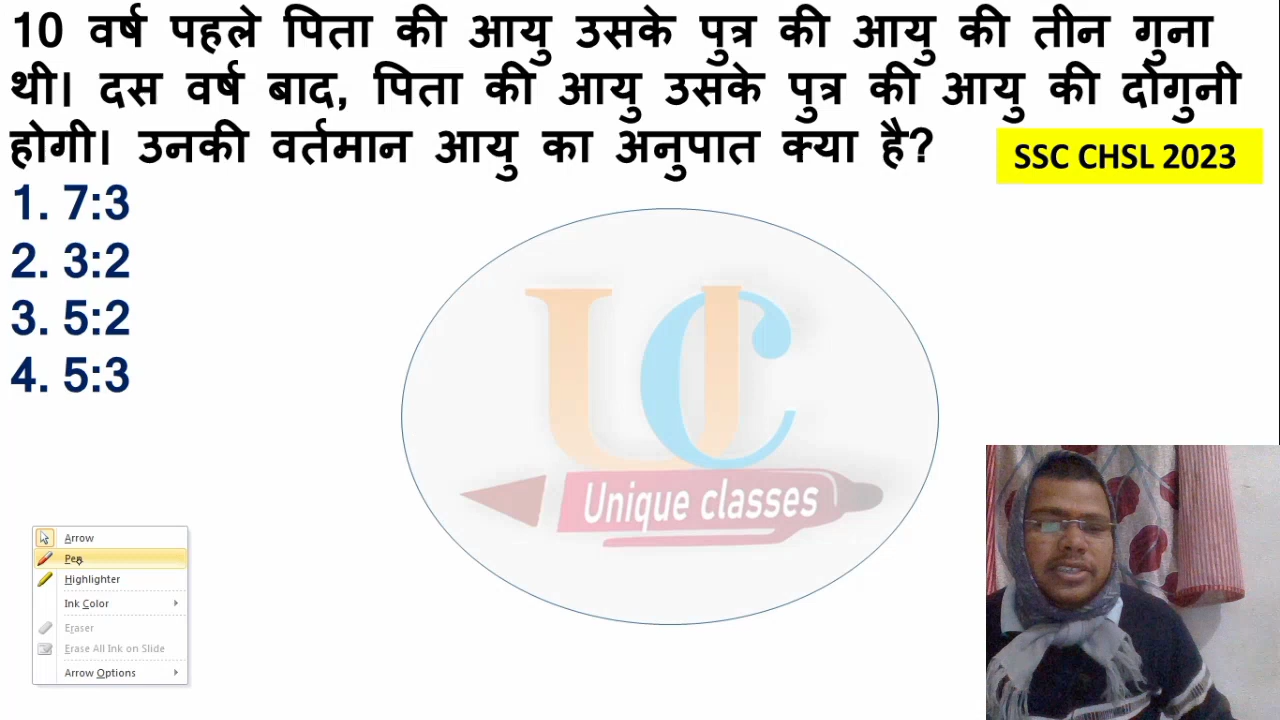 10 वर्ष पहले पिता की आयु उसके पुत्र की आयु की तीन गुना
थी। दस वर्ष बाद, पिता की आयु उसके पुत्र की आयु की दोगुनी
होगी। उनकी वर्तमान आयु का अनुपात क्या है?
SSC CHSL 2023
1. 7:3
2. 3:2
3. 5:2
4. 5:3
UC
Unique classes
Arrow
Pen
Highlighter
Ink Color
Eraser
Erase All Ink on Slide
Arrow Options